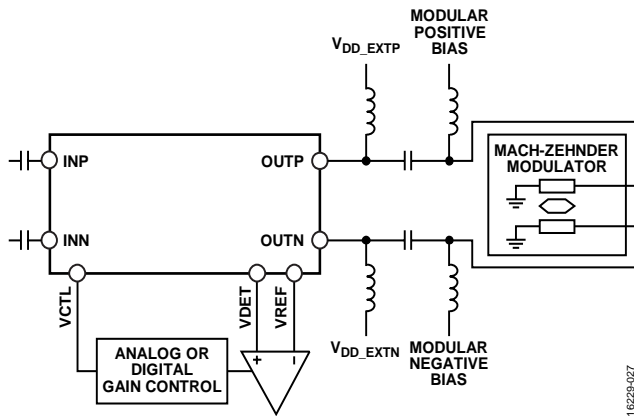 VDD_EXTP
MODULAR
POSITIVE
BIAS
INP
OUTP
MACH-ZEHNDER
MODULATOR
INN
OUTN
VCTL
VDET
VREF
+
–
ANALOG OR
DIGITAL
GAIN CONTROL
VDD_EXTN
MODULAR
NEGATIVE
BIAS
16229-027